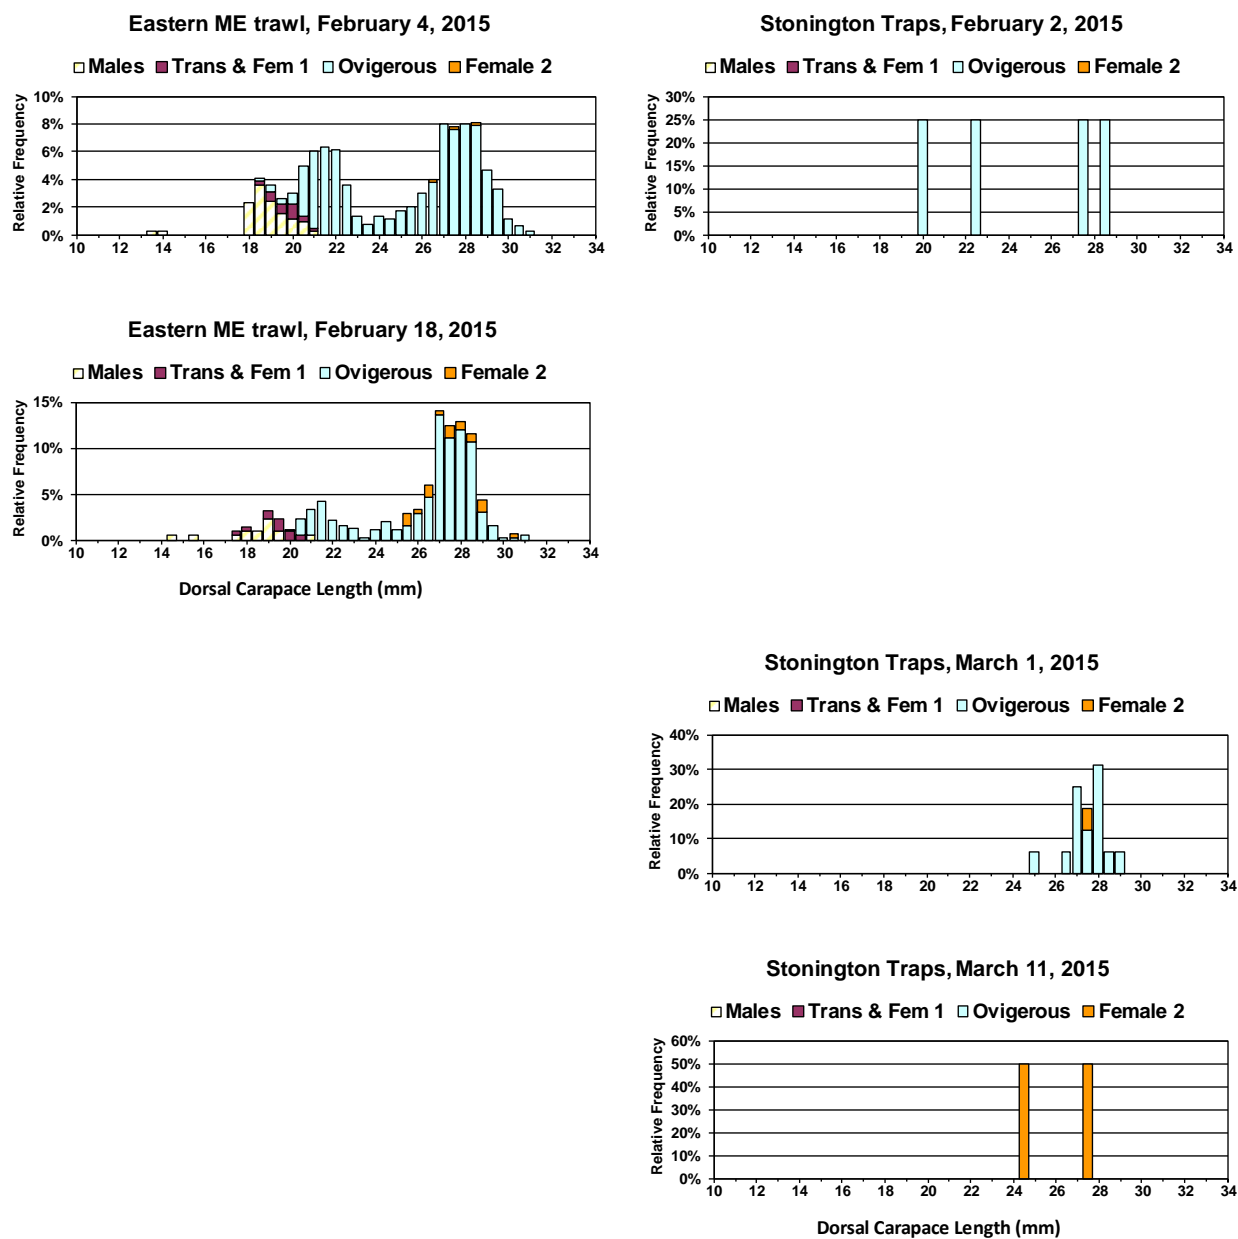 Eastern ME trawl, February 4, 2015
Males Trans & Fem 1 Ovigerous Female 2
Relative Frequency
10%
8%
6%
4%
2%
0%
10 12 14 16 18 20 22 24 26 28 30 32 34
Stonington Traps, February 2, 2015
Males Trans & Fem 1 Ovigerous Female 2
Relative Frequency
30%
25%
20%
15%
10%
5%
0%
10 12 14 16 18 20 22 24 26 28 30 32 34
Eastern ME trawl, February 18, 2015
Males Trans & Fem 1 Ovigerous Female 2
Relative Frequency
15%
10%
5%
0%
10 12 14 16 18 20 22 24 26 28 30 32 34
Dorsal Carapace Length (mm)
Stonington Traps, March 1, 2015
Males Trans & Fem 1 Ovigerous Female 2
Relative Frequency
40%
30%
20%
10%
0%
10 12 14 16 18 20 22 24 26 28 30 32 34
Stonington Traps, March 11, 2015
Males Trans & Fem 1 Ovigerous Female 2
Relative Frequency
60%
50%
40%
30%
20%
10%
0%
10 12 14 16 18 20 22 24 26 28 30 32 34
Dorsal Carapace Length (mm)